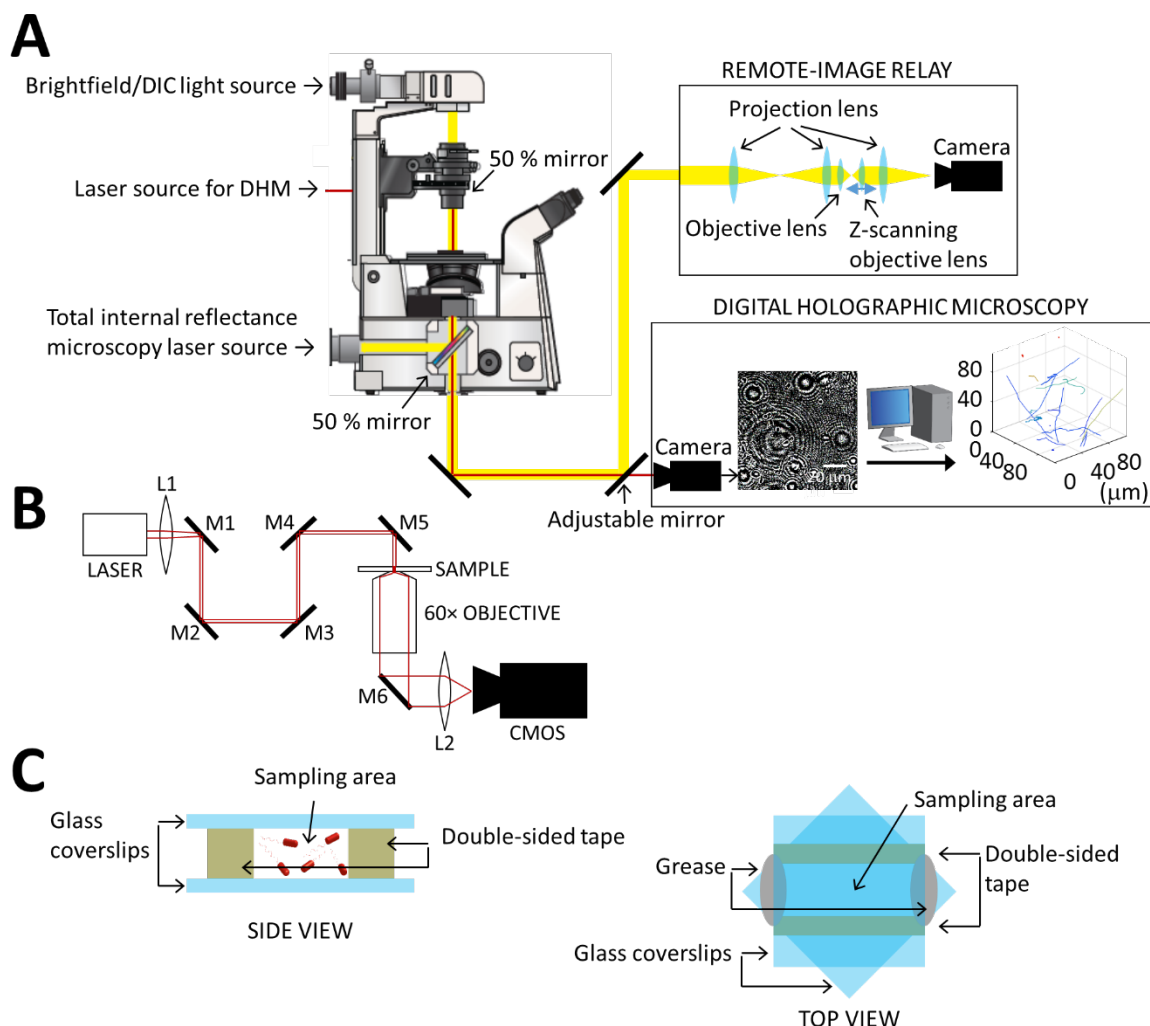 A
Brightfield/DIC light source →
50 % mirror
Laser source for DHM
Total internal reflectance
microscopy laser source →
50 % mirror
REMOTE-IMAGE RELAY
Projection lens
Camera
Objective lens
Z-scanning
objective lens
DIGITAL HOLOGRAPHIC MICROSCOPY
Camera
20 μm
80
40
0
0
40
80
0
40
80
(μm)
Adjustable mirror
B
L1
M1
M4
M5
LASER
SAMPLE
M2
M3
60× OBJECTIVE
M6
L2
CMOS
C
Sampling area
Glass
coverslips
Double-sided tape
SIDE VIEW
Sampling area
Grease
Double-sided
tape
Glass coverslips
TOP VIEW